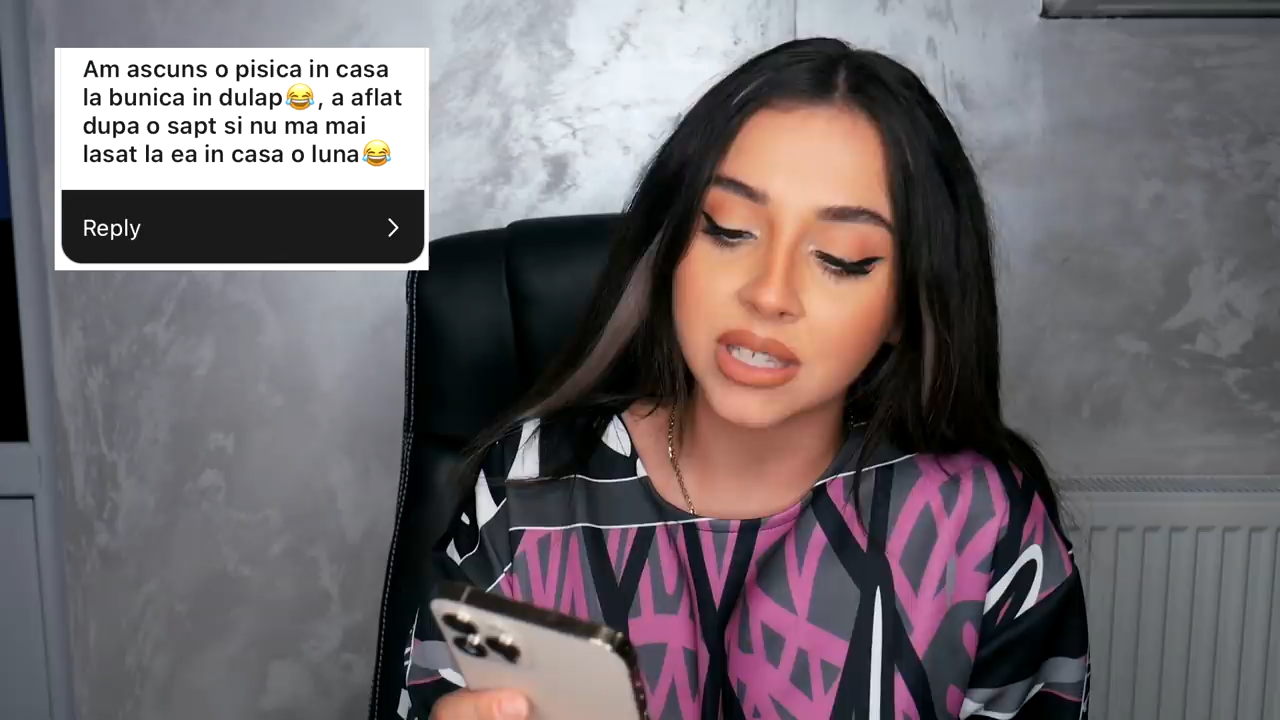 Am ascuns o pisica in casa
la bunica in dulap😂, a aflat
dupa o sapt si nu ma mai
lasat la ea in casa o luna😂
Reply